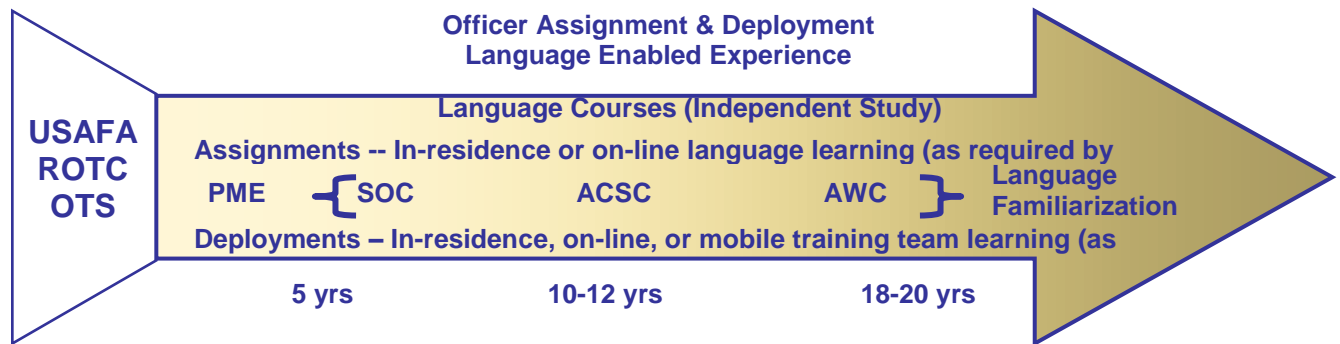 Officer Assignment & Deployment
Language Enabled Experience
USAFA
ROTC
OTS
Language Courses (Independent Study)
Assignments -- In-residence or on-line language learning (as required by
PME { SOC ACSC AWC } Language
Familiarization
Deployments – In-residence, on-line, or mobile training team learning (as
5 yrs 10-12 yrs 18-20 yrs